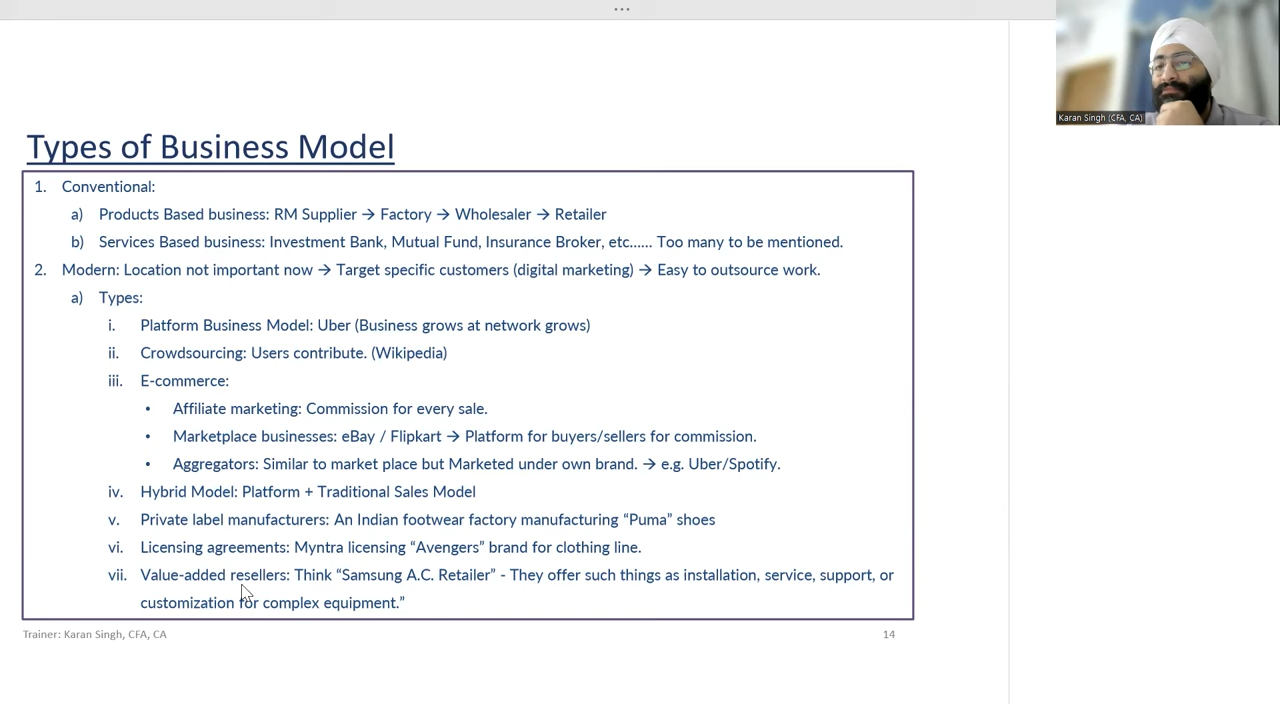 Karan Singh (CFA, CA)
Types of Business Model
1. Conventional:
a) Products Based business: RM Supplier → Factory → Wholesaler → Retailer
b) Services Based business: Investment Bank, Mutual Fund, Insurance Broker, etc...... Too many to be mentioned.
2. Modern: Location not important now → Target specific customers (digital marketing) → Easy to outsource work.
a) Types:
i. Platform Business Model: Uber (Business grows at network grows)
ii. Crowdsourcing: Users contribute. (Wikipedia)
iii. E-commerce:
• Affiliate marketing: Commission for every sale.
• Marketplace businesses: eBay / Flipkart → Platform for buyers/sellers for commission.
• Aggregators: Similar to market place but Marketed under own brand. → e.g. Uber/Spotify.
iv. Hybrid Model: Platform + Traditional Sales Model
v. Private label manufacturers: An Indian footwear factory manufacturing “Puma” shoes
vi. Licensing agreements: Myntra licensing “Avengers” brand for clothing line.
vii. Value-added resellers: Think “Samsung A.C. Retailer” - They offer such things as installation, service, support, or
customization for complex equipment.”
Trainer: Karan Singh, CFA, CA
14